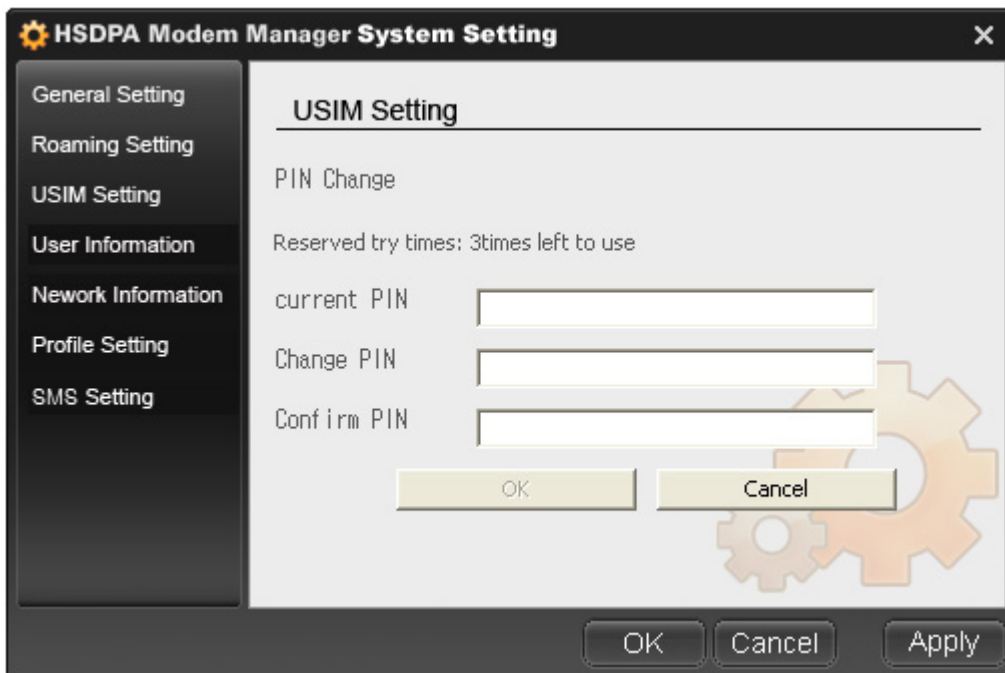 HSDPA Modem Manager System Setting
General Setting
Roaming Setting
USIM Setting
User Information
Nework Information
Profile Setting
SMS Setting
USIM Setting
PIN Change
Reserved try times: 3times left to use
current PIN
Change PIN
Confirm PIN
OK Cancel
OK Cancel Apply